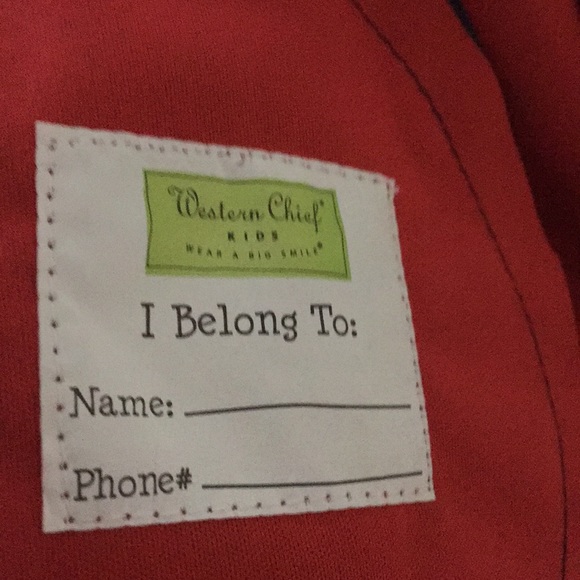 Western Chief®
KIDS
WEAR A BIG SMILE®
I Belong To:
Name:
Phone#